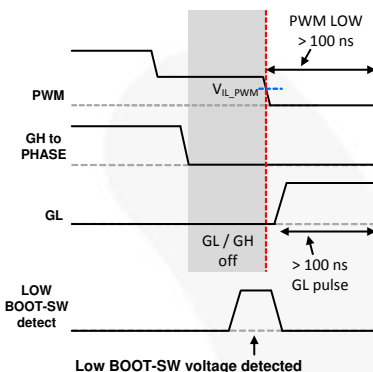 PWM LOW
> 100 ns
V_IL_PWM
PWM
GH to
PHASE
GL
GL / GH
off
> 100 ns
GL pulse
LOW
BOOT-SW
detect
Low BOOT-SW voltage detected